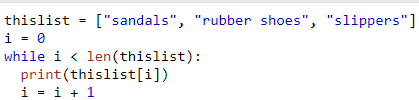 thislist = ["sandals", "rubber shoes", "slippers"]
i = 0
while i < len(thislist):
  print(thislist[i])
  i = i + 1